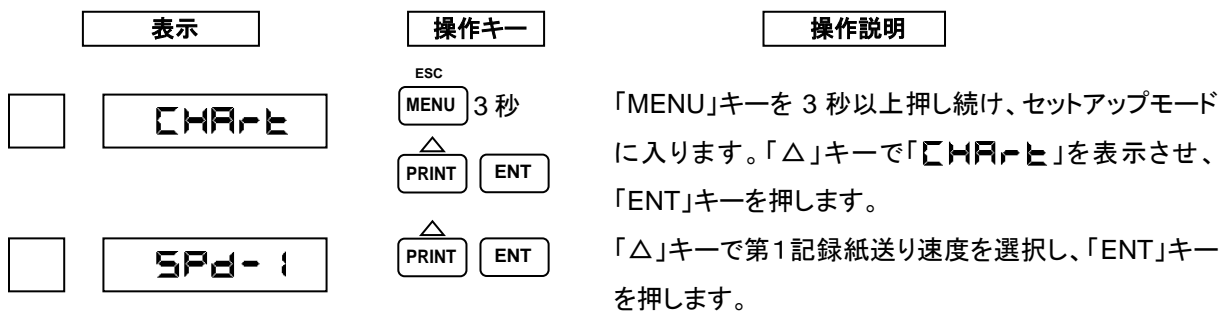 表示 操作キー 操作説明
ESC
MENU 3 秒
CHArt
△
PRINT ENT
「MENU」キーを 3 秒以上押し続け、セットアップモード
に入ります。「△」キーで「CHArt」を表示させ、
「ENT」キーを押します。
SPd-1
△
PRINT ENT
「△」キーで第1記録紙送り速度を選択し、「ENT」キー
を押します。